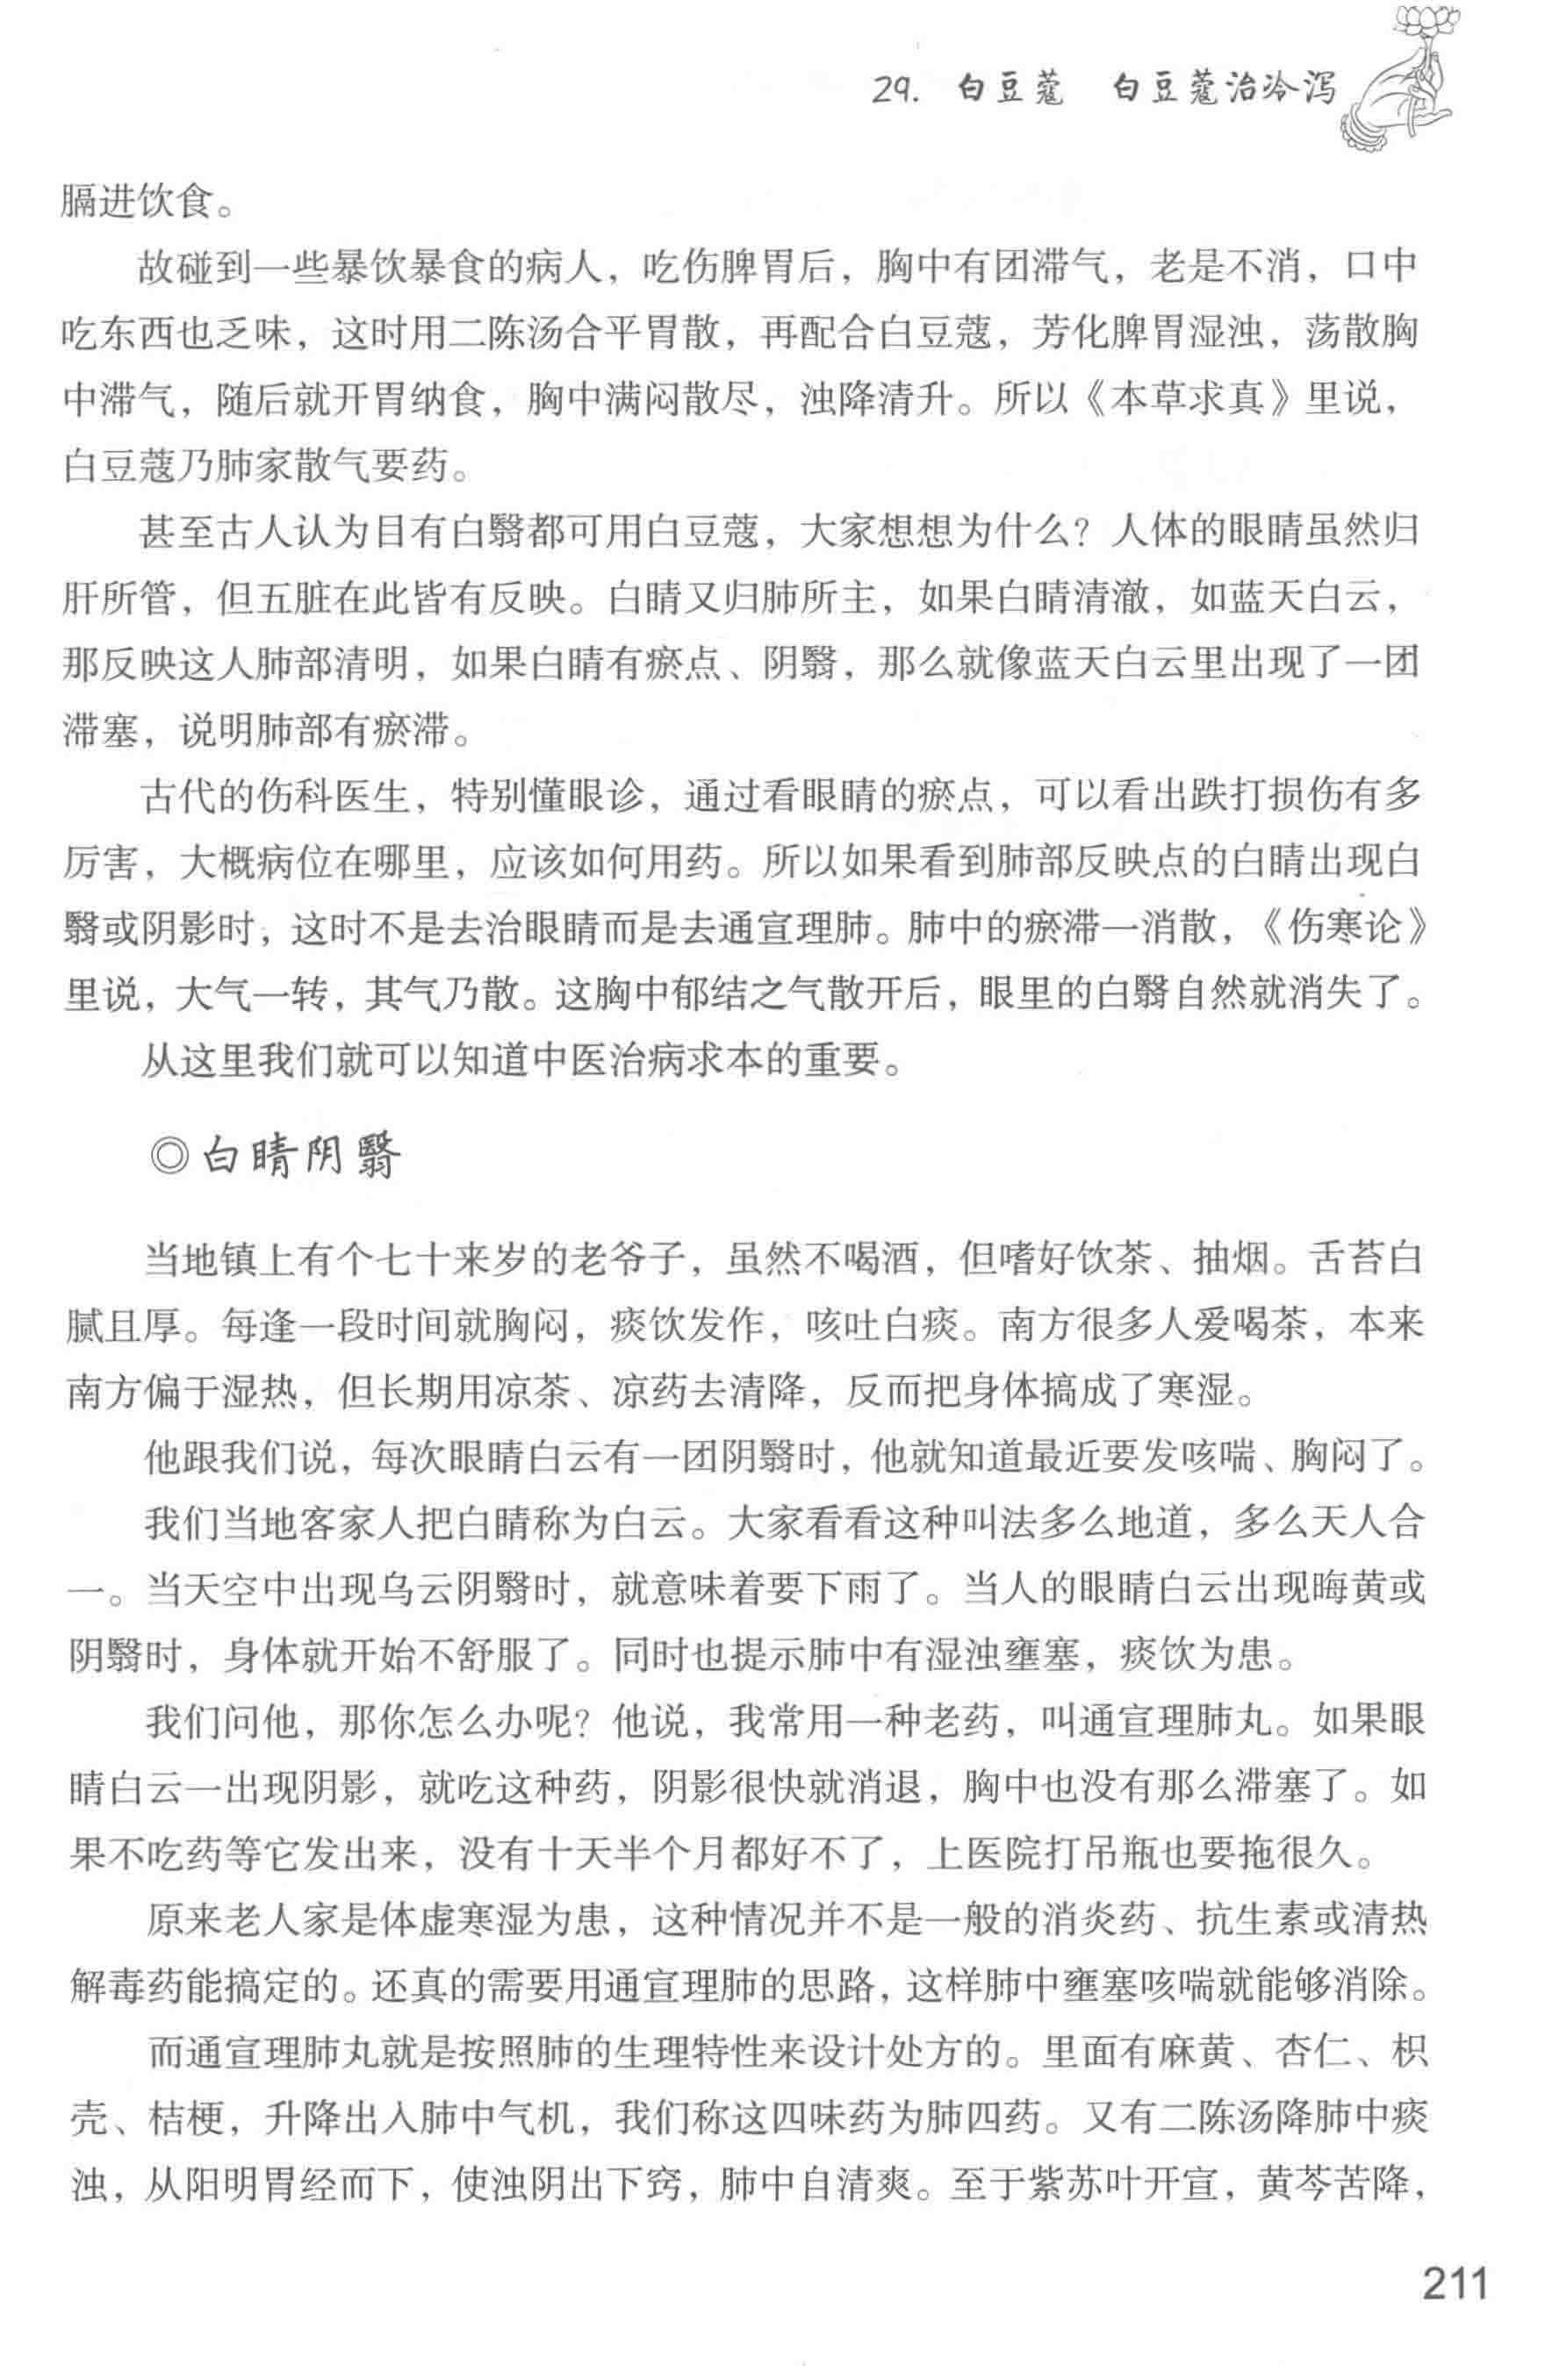 29. 白豆蔻　白豆蔻治冷泻
膈进饮食。
故碰到一些暴饮暴食的病人，吃伤脾胃后，胸中有团滞气，老是不消，口中
吃东西也乏味，这时用二陈汤合平胃散，再配合白豆蔻，芳化脾胃湿浊，荡散胸
中滞气，随后就开胃纳食，胸中满闷散尽，浊降清升。所以《本草求真》里说，
白豆蔻乃肺家散气要药。
甚至古人认为目有白翳都可用白豆蔻，大家想想为什么？人体的眼睛虽然归
肝所管，但五脏在此皆有反映。白睛又归肺所主，如果白睛清澈，如蓝天白云，
那反映这人肺部清明，如果白睛有瘀点、阴翳，那么就像蓝天白云里出现了一团
滞塞，说明肺部有瘀滞。
古代的伤科医生，特别懂眼诊，通过看眼睛的瘀点，可以看出跌打损伤有多
厉害，大概病位在哪里，应该如何用药。所以如果看到肺部反映点的白睛出现白
翳或阴影时，这时不是去治眼睛而是去通宣理肺。肺中的瘀滞一消散，《伤寒论》
里说，大气一转，其气乃散。这胸中郁结之气散开后，眼里的白翳自然就消失了。
从这里我们就可以知道中医治病求本的重要。
◎白睛阴翳
当地镇上有个七十来岁的老爷子，虽然不喝酒，但嗜好饮茶、抽烟。舌苔白
腻且厚。每逢一段时间就胸闷，痰饮发作，咳吐白痰。南方很多人爱喝茶，本来
南方偏于湿热，但长期用凉茶、凉药去清降，反而把身体搞成了寒湿。
他跟我们说，每次眼睛白云有一团阴翳时，他就知道最近要发咳喘、胸闷了。
我们当地客家人把白睛称为白云。大家看看这种叫法多么地道，多么天人合
一。当天空中出现乌云阴翳时，就意味着要下雨了。当人的眼睛白云出现晦黄或
阴翳时，身体就开始不舒服了。同时也提示肺中有湿浊壅塞，痰饮为患。
我们问他，那你怎么办呢？他说，我常用一种老药，叫通宣理肺丸。如果眼
睛白云一出现阴影，就吃这种药，阴影很快就消退，胸中也没有那么滞塞了。如
果不吃药等它发出来，没有十天半个月都好不了，上医院打吊瓶也要拖很久。
原来老人家是体虚寒湿为患，这种情况并不是一般的消炎药、抗生素或清热
解毒药能搞定的。还真的需要用通宣理肺的思路，这样肺中壅塞咳喘就能够消除。
而通宣理肺丸就是按照肺的生理特性来设计处方的。里面有麻黄、杏仁、枳
壳、桔梗，升降出入肺中气机，我们称这四味药为肺四药。又有二陈汤降肺中痰
浊，从阳明胃经而下，使浊阴出下窍，肺中自清爽。至于紫苏叶开宣，黄芩苦降，
211